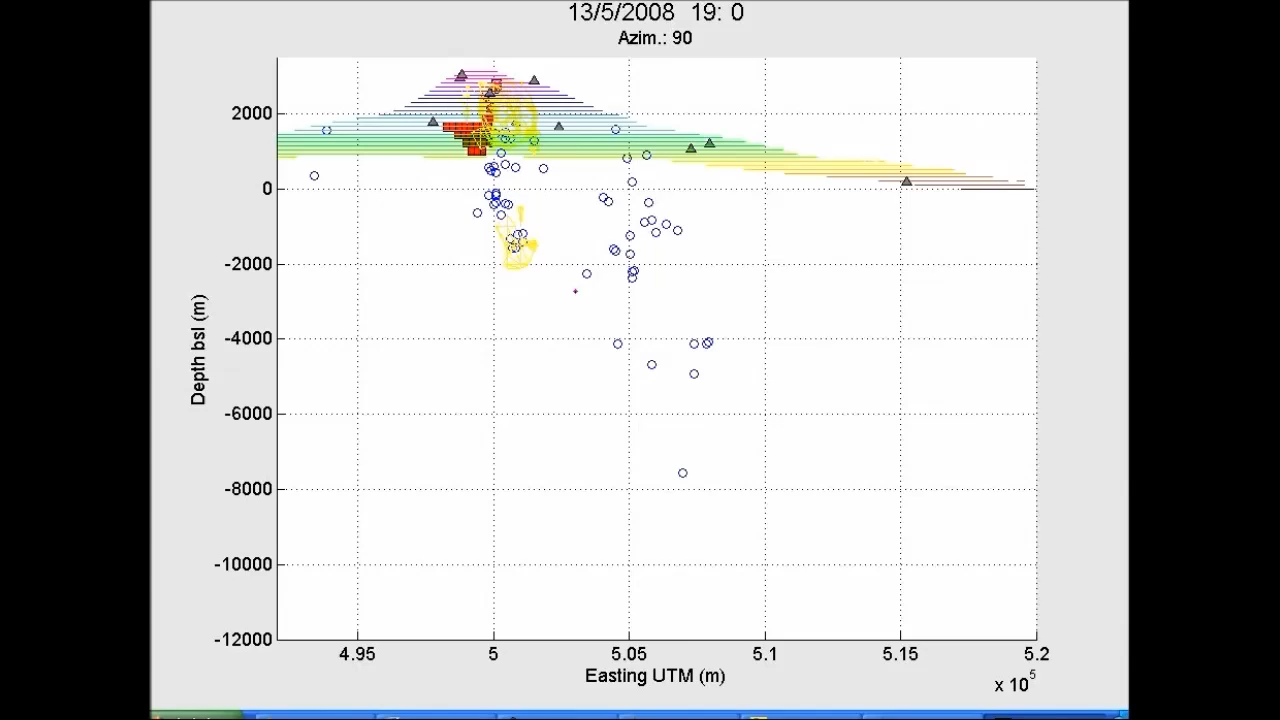 13/5/2008 19: 0
Azim.: 90
2000
0
-2000
-4000
-6000
-8000
-10000
-12000
Depth bsl (m)
4.95 5 5.05 5.1 5.15 5.2
Easting UTM (m)
x 10^5